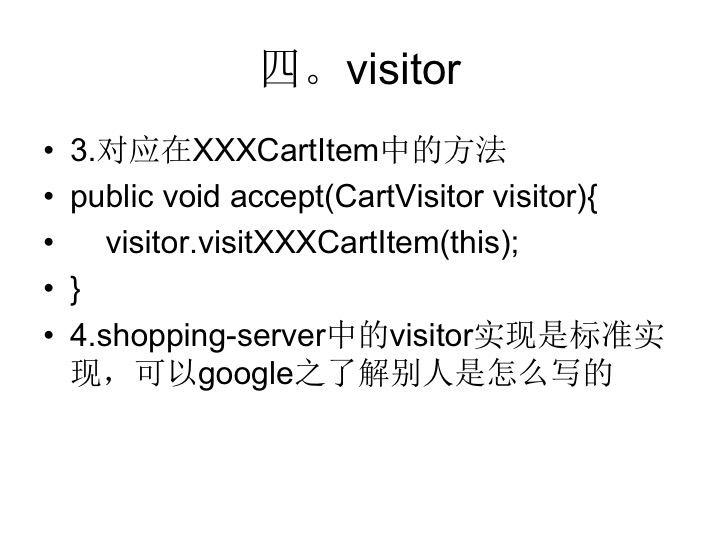 四。visitor
• 3.对应在XXXCartItem中的方法
• public void accept(CartVisitor visitor){
•     visitor.visitXXXCartItem(this);
• }
• 4.shopping-server中的visitor实现是标准实
现，可以google之了解别人是怎么写的